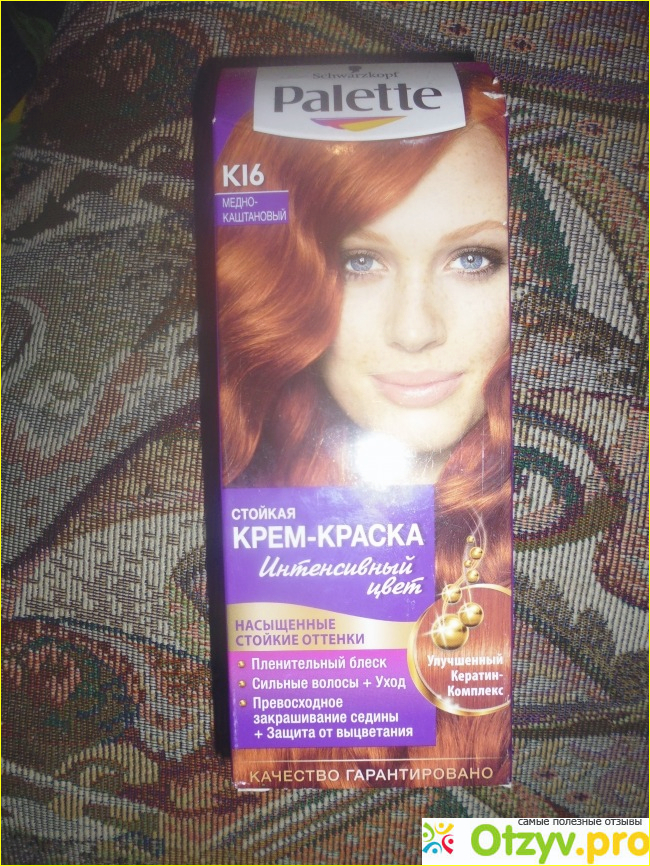 Schwarzkopf
Palette
KI6
МЕДНО-
КАШТАНОВЫЙ
СТОЙКАЯ
КРЕМ-КРАСКА
Интенсивный
цвет
НАСЫЩЕННЫЕ
СТОЙКИЕ ОТТЕНКИ
Пленительный блеск
Сильные волосы + Уход
Превосходное
закрашивание седины
+ Защита от выцветания
Улучшенный
Кератин-
Комплекс
КАЧЕСТВО ГАРАНТИРОВАНО
самые полезные отзывы
Otzyv.pro